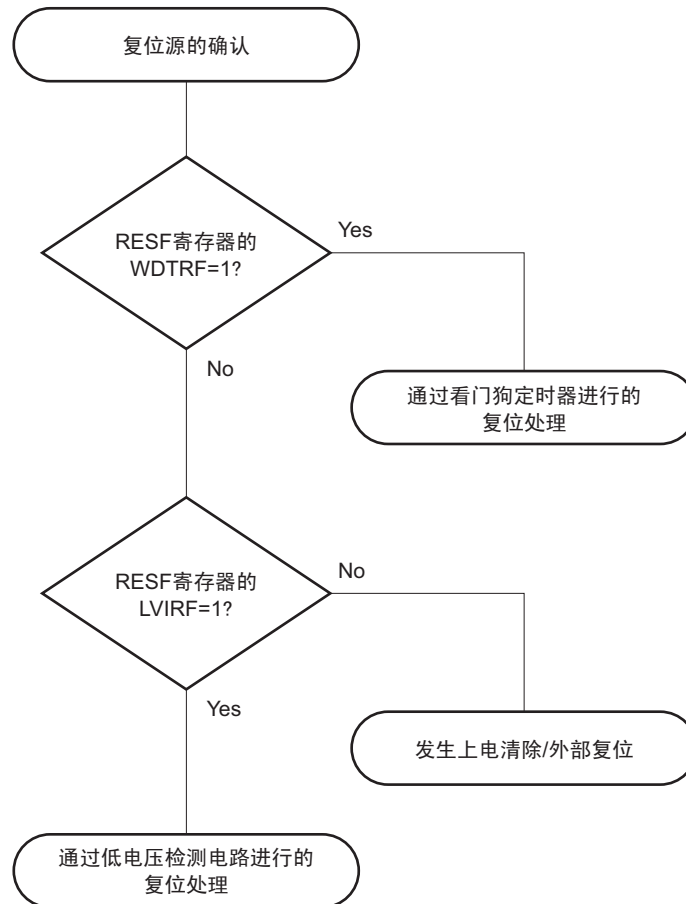 复位源的确认
RESF寄存器的
WDTRF=1?
Yes
No
通过看门狗定时器进行的
复位处理
RESF寄存器的
LVIRF=1?
No
Yes
发生上电清除/外部复位
通过低电压检测电路进行的
复位处理